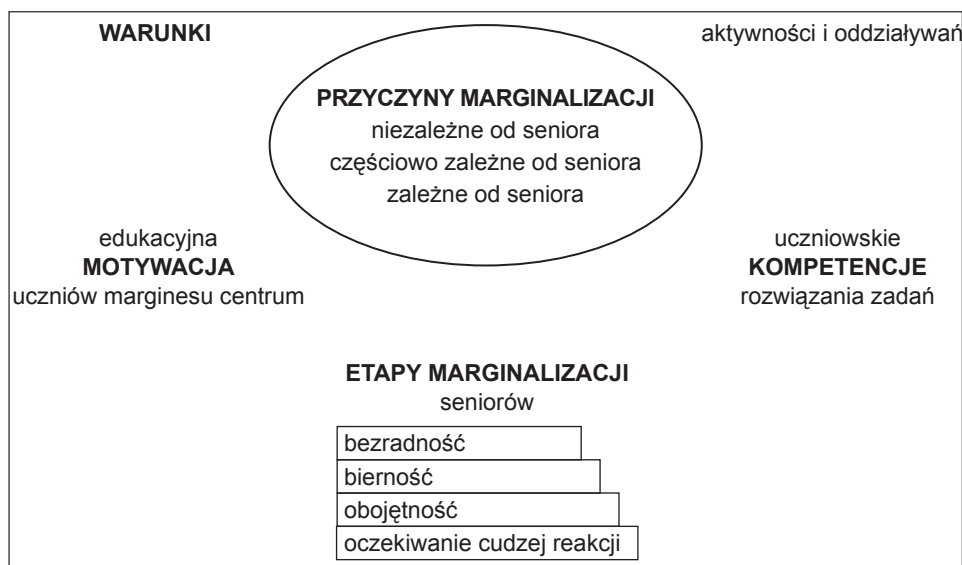 WARUNKI
aktywności i oddziaływań
PRZYCZYNY MARGINALIZACJI
niezależne od seniora
częściowo zależne od seniora
zależne od seniora
edukacyjna
MOTYWACJA
uczniów marginesu centrum
uczniowskie
KOMPETENCJE
rozwiązania zadań
ETAPY MARGINALIZACJI
seniorów
bezradność
bierność
obojętność
oczekiwanie cudzej reakcji